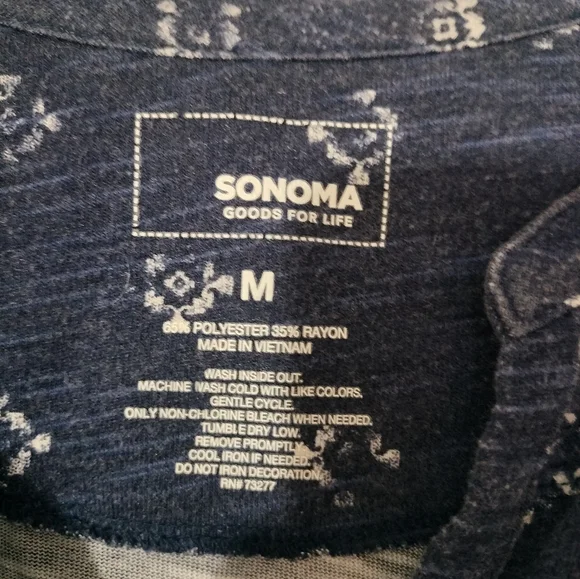 SONOMA
GOODS FOR LIFE
M
65% POLYESTER 35% RAYON
MADE IN VIETNAM
WASH INSIDE OUT.
MACHINE WASH COLD WITH LIKE COLORS.
GENTLE CYCLE.
ONLY NON-CHLORINE BLEACH WHEN NEEDED.
TUMBLE DRY LOW.
REMOVE PROMPTLY.
COOL IRON IF NEEDED.
DO NOT IRON DECORATION.
RN# 73277